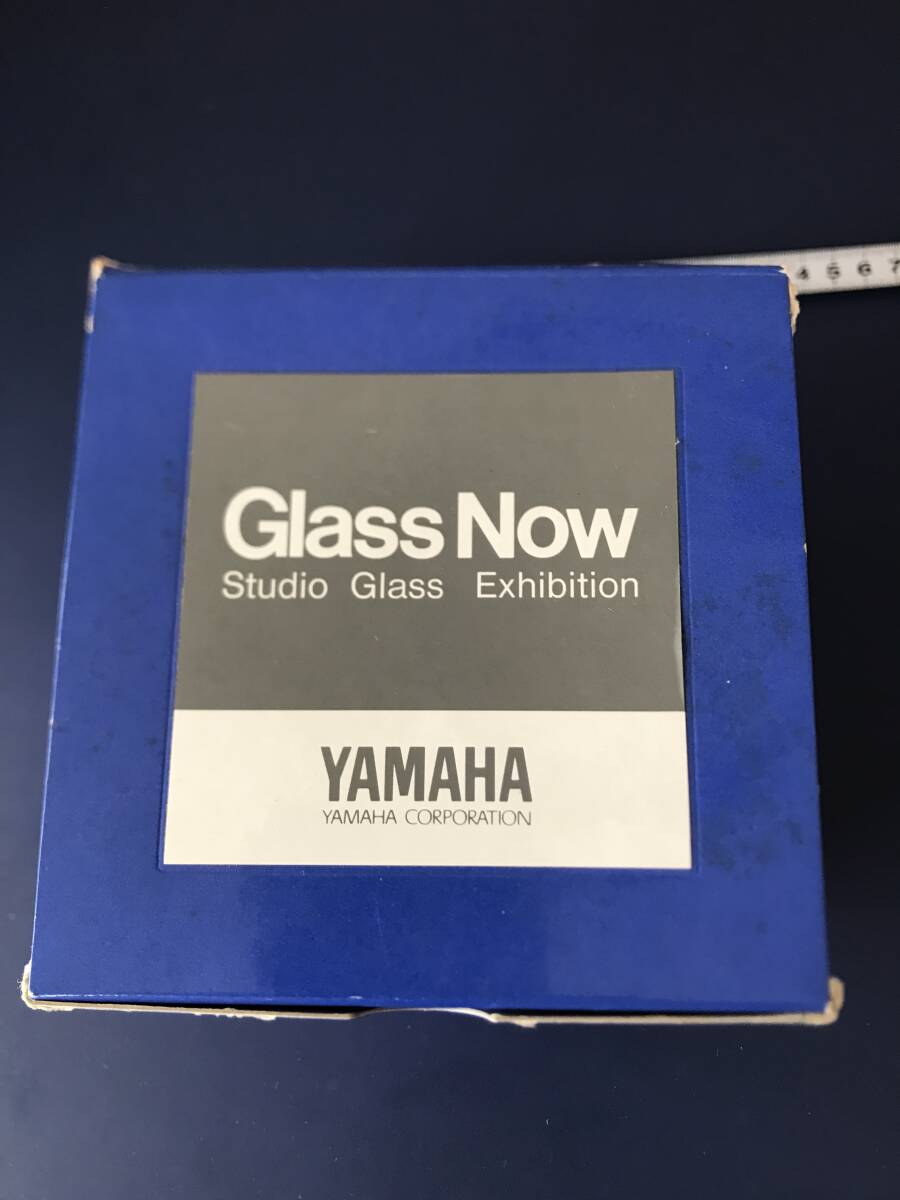 4 5 6 7
Glass Now
Studio Glass Exhibition
YAMAHA
YAMAHA CORPORATION